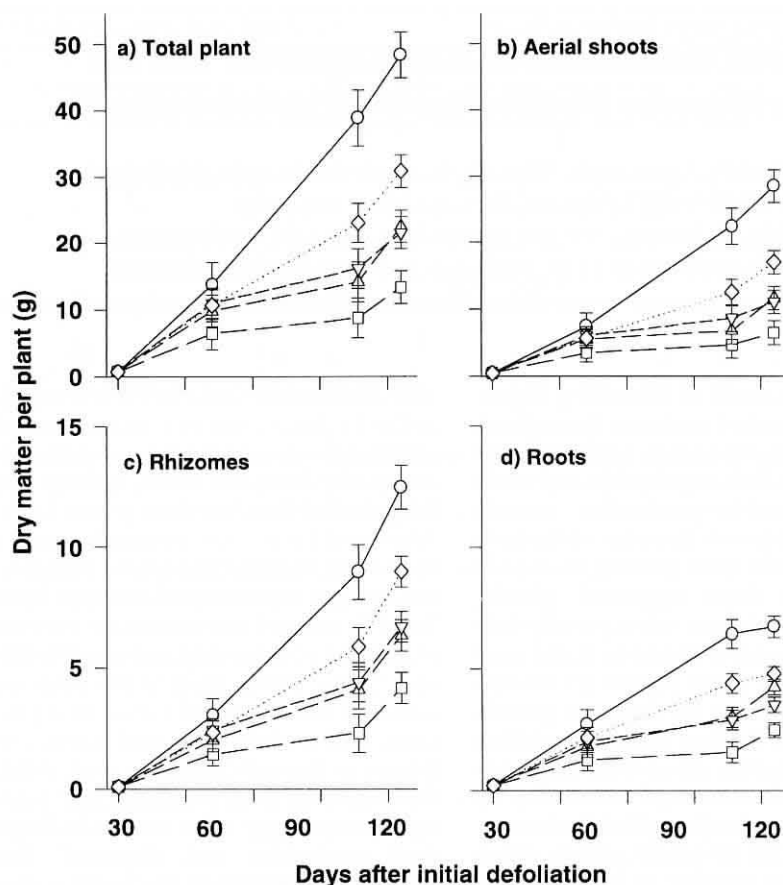 a) Total plant
b) Aerial shoots
50
40
30
20
10
0
c) Rhizomes
d) Roots
15
10
5
0
Dry matter per plant (g)
30 60 90 120 30 60 90 120
Days after initial defoliation